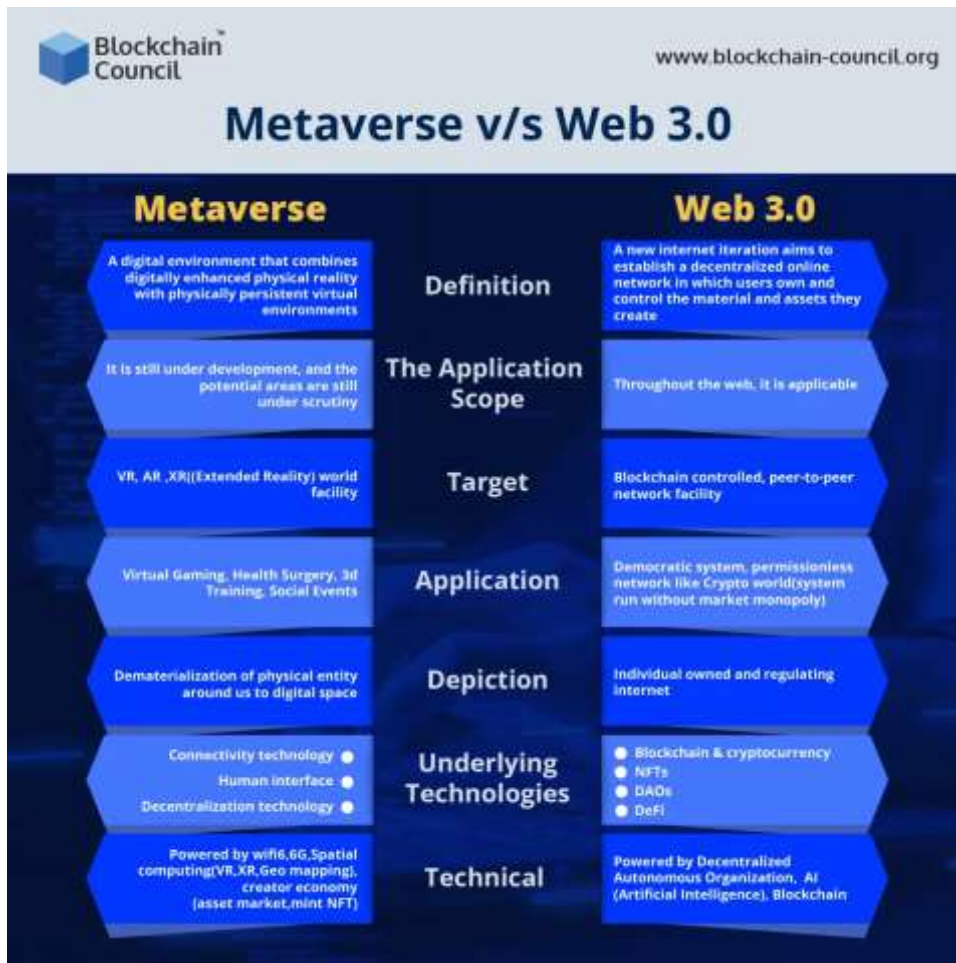 Blockchain™
Council
www.blockchain-council.org
Metaverse v/s Web 3.0
Metaverse
Web 3.0
A digital environment that combines
digitally enhanced physical reality
with physically persistent virtual
environments
Definition
A new internet iteration aims to
establish a decentralized online
network in which users own and
control the material and assets they
create
It is still under development, and the
potential areas are still
under scrutiny
The Application
Scope
Throughout the web, it is applicable
VR, AR ,XR|(Extended Reality) world
facility
Target
Blockchain controlled, peer-to-peer
network facility
Virtual Gaming, Health Surgery, 3d
Training, Social Events
Application
Democratic system, permissionless
network like Crypto world(system
run without market monopoly)
Dematerialization of physical entity
around us to digital space
Depiction
Individual owned and regulating
internet
Connectivity technology
Human interface
Decentralization technology
Underlying
Technologies
Blockchain & cryptocurrency
NFTs
DAOs
DeFi
Powered by wifi6,6G,Spatial
computing(VR,XR,Geo mapping),
creator economy
(asset market,mint NFT)
Technical
Powered by Decentralized
Autonomous Organization, AI
(Artificial Intelligence), Blockchain